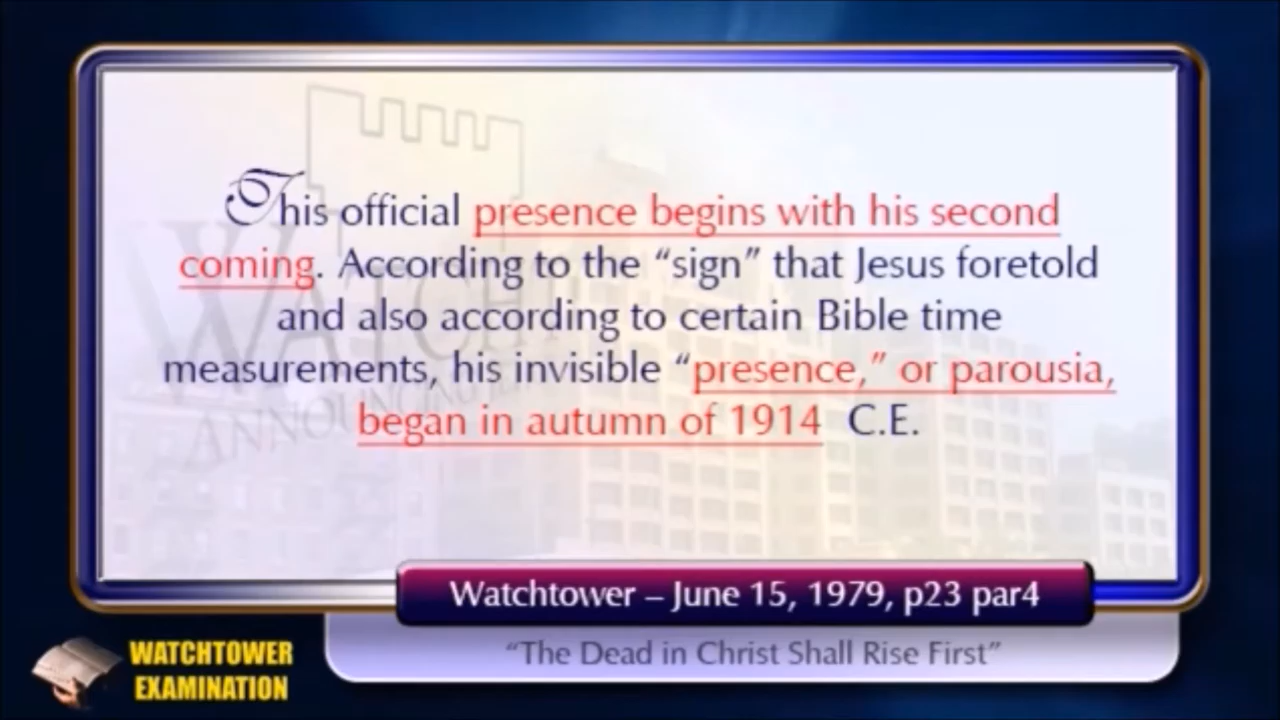 This official presence begins with his second
coming. According to the “sign” that Jesus foretold
and also according to certain Bible time
measurements, his invisible “presence,” or parousia,
began in autumn of 1914 C.E.
WATCHT
ANNOUNCING
Watchtower – June 15, 1979, p23 par4
“The Dead in Christ Shall Rise First”
WATCHTOWER
EXAMINATION